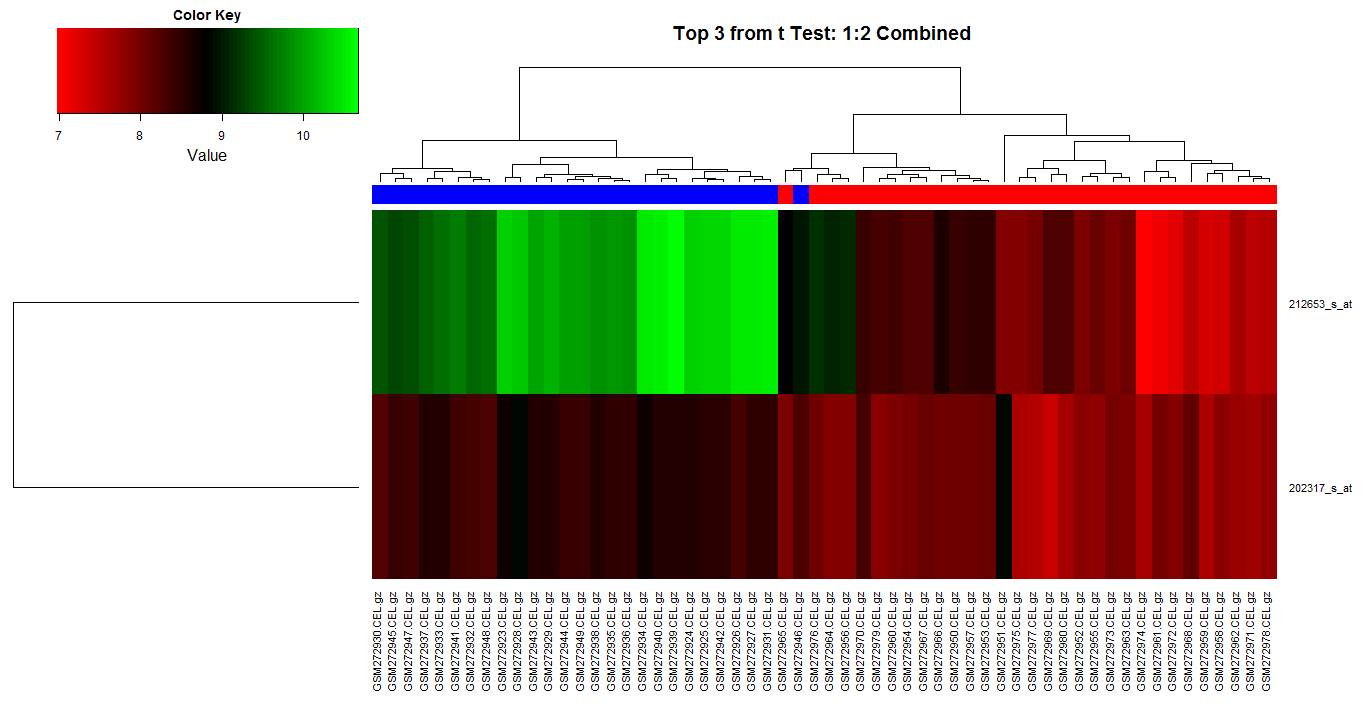 Color Key
7 8 9 10
Value
Top 3 from t Test: 1:2 Combined
212653_s_at
202317_s_at
GSM272930.CEL.gz
GSM272945.CEL.gz
GSM272947.CEL.gz
GSM272937.CEL.gz
GSM272933.CEL.gz
GSM272941.CEL.gz
GSM272932.CEL.gz
GSM272948.CEL.gz
GSM272923.CEL.gz
GSM272928.CEL.gz
GSM272943.CEL.gz
GSM272929.CEL.gz
GSM272944.CEL.gz
GSM272949.CEL.gz
GSM272938.CEL.gz
GSM272935.CEL.gz
GSM272936.CEL.gz
GSM272934.CEL.gz
GSM272940.CEL.gz
GSM272939.CEL.gz
GSM272924.CEL.gz
GSM272925.CEL.gz
GSM272942.CEL.gz
GSM272926.CEL.gz
GSM272927.CEL.gz
GSM272931.CEL.gz
GSM272965.CEL.gz
GSM272946.CEL.gz
GSM272976.CEL.gz
GSM272964.CEL.gz
GSM272956.CEL.gz
GSM272970.CEL.gz
GSM272979.CEL.gz
GSM272960.CEL.gz
GSM272954.CEL.gz
GSM272967.CEL.gz
GSM272966.CEL.gz
GSM272950.CEL.gz
GSM272957.CEL.gz
GSM272953.CEL.gz
GSM272951.CEL.gz
GSM272975.CEL.gz
GSM272977.CEL.gz
GSM272969.CEL.gz
GSM272980.CEL.gz
GSM272952.CEL.gz
GSM272955.CEL.gz
GSM272973.CEL.gz
GSM272963.CEL.gz
GSM272974.CEL.gz
GSM272961.CEL.gz
GSM272972.CEL.gz
GSM272968.CEL.gz
GSM272959.CEL.gz
GSM272958.CEL.gz
GSM272962.CEL.gz
GSM272971.CEL.gz
GSM272978.CEL.gz